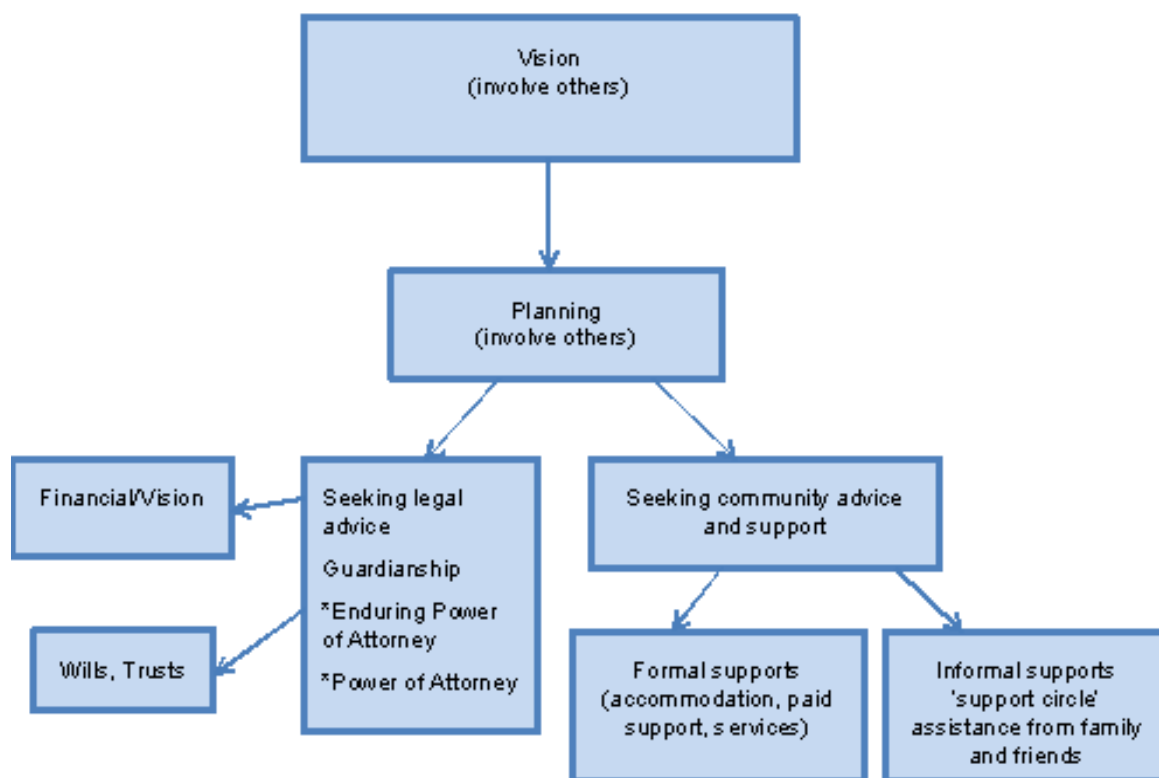 Vision
(involve others)
Planning
(involve others)
Financial/Vision
Wills, Trusts
Seeking legal
advice
Guardianship
*Enduring Power
of Attorney
*Power of Attorney
Seeking community advice
and support
Formal supports
(accommodation, paid
support, services)
Informal supports
'support circle'
assistance from family
and friends